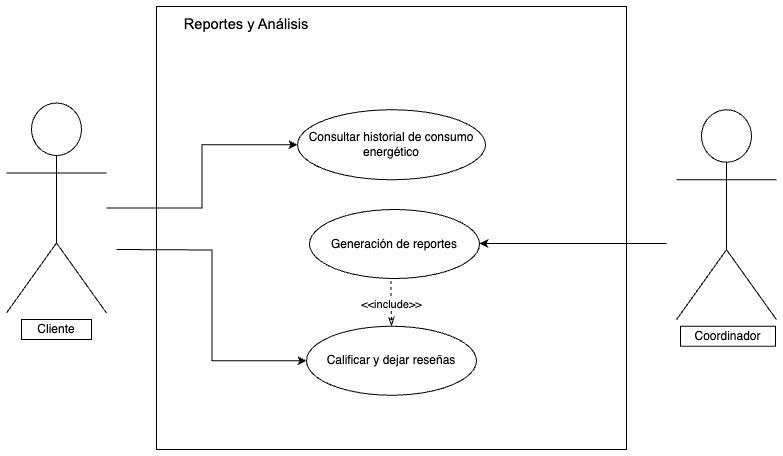 Reportes y Análisis
Consultar historial de consumo
energético
Generación de reportes
<<include>>
Calificar y dejar reseñas
Cliente
Coordinador